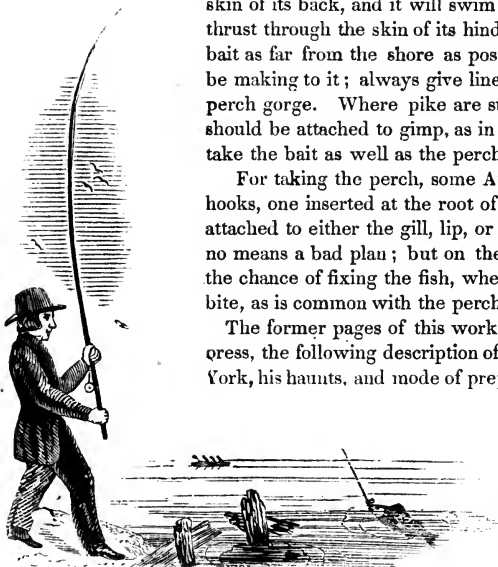 skin of its back, and it will swim
thrust through the skin of its hind
bait as far from the shore as pos
be making to it; always give line
perch gorge. Where pike are s
should be attached to gimp, as in
take the bait as well as the perch
For taking the perch, some A
hooks, one inserted at the root of
attached to either the gill, lip, or
no means a bad plan; but on the
the chance of fixing the fish, whe
bite, as is common with the perch
The former pages of this work
press, the following description of
York, his haunts, and mode of pre